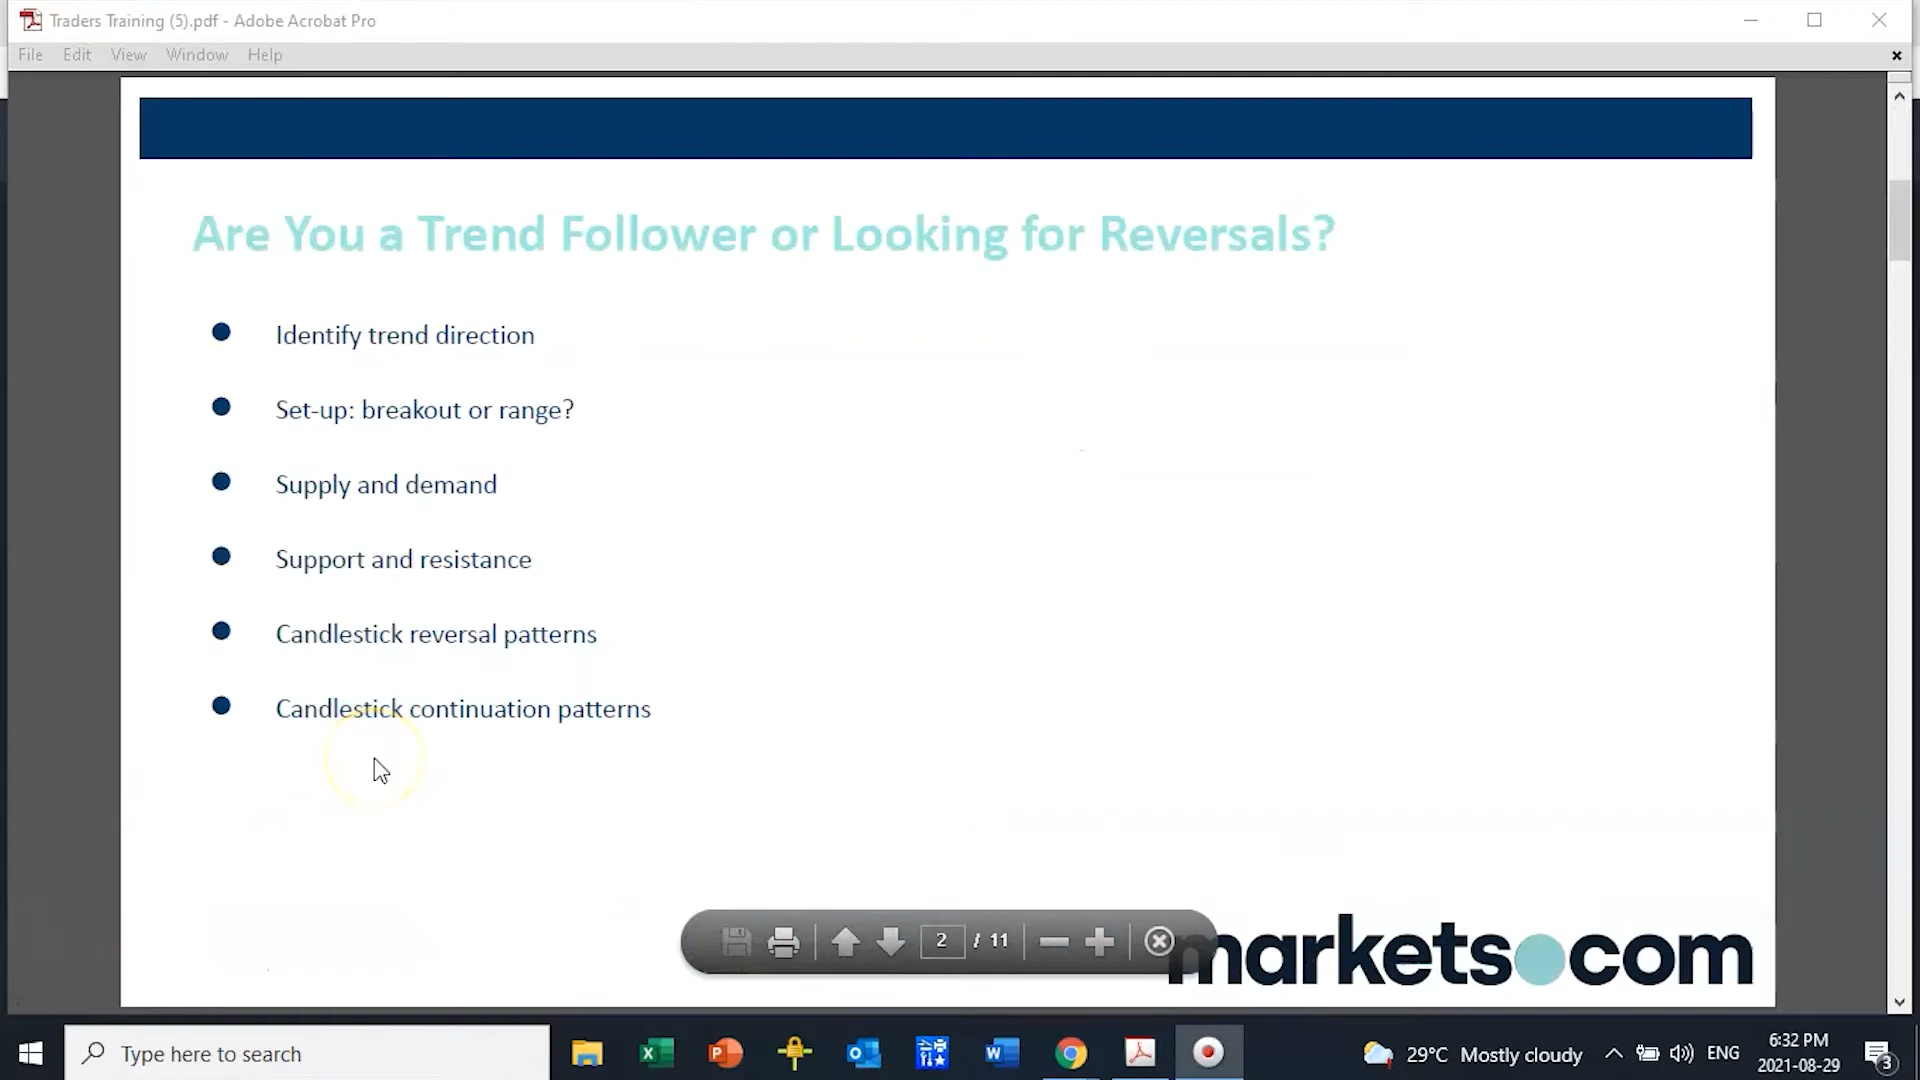 Traders Training (5).pdf - Adobe Acrobat Pro
File Edit View Window Help
Are You a Trend Follower or Looking for Reversals?
Identify trend direction
Set-up: breakout or range?
Supply and demand
Support and resistance
Candlestick reversal patterns
Candlestick continuation patterns
2 / 11
markets.com
Type here to search
29°C Mostly cloudy
ENG
6:32 PM
2021-08-29
3